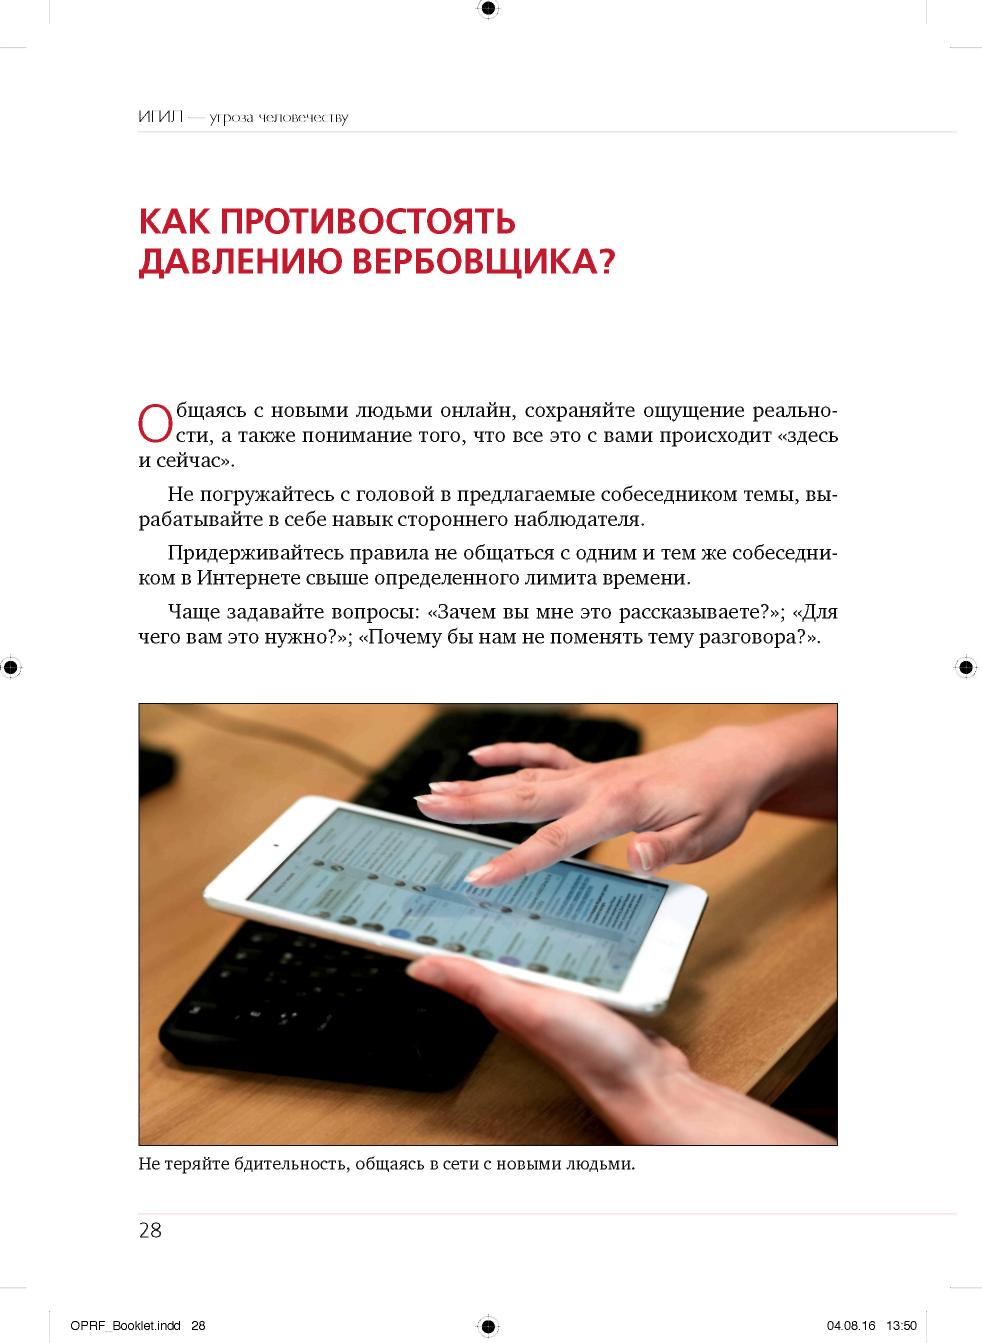 ИГИЛ — угроза человечеству
КАК ПРОТИВОСТОЯТЬ
ДАВЛЕНИЮ ВЕРБОВЩИКА?
Общаясь с новыми людьми онлайн, сохраняйте ощущение реально-
сти, а также понимание того, что все это с вами происходит «здесь
и сейчас».
Не погружайтесь с головой в предлагаемые собеседником темы, вы-
рабатывайте в себе навык стороннего наблюдателя.
Придерживайтесь правила не общаться с одним и тем же собеседни-
ком в Интернете свыше определенного лимита времени.
Чаще задавайте вопросы: «Зачем вы мне это рассказываете?»; «Для
чего вам это нужно?»; «Почему бы нам не поменять тему разговора?».
Не теряйте бдительность, общаясь в сети с новыми людьми.
28
OPRF_Booklet.indd 28
04.08.16 13:50